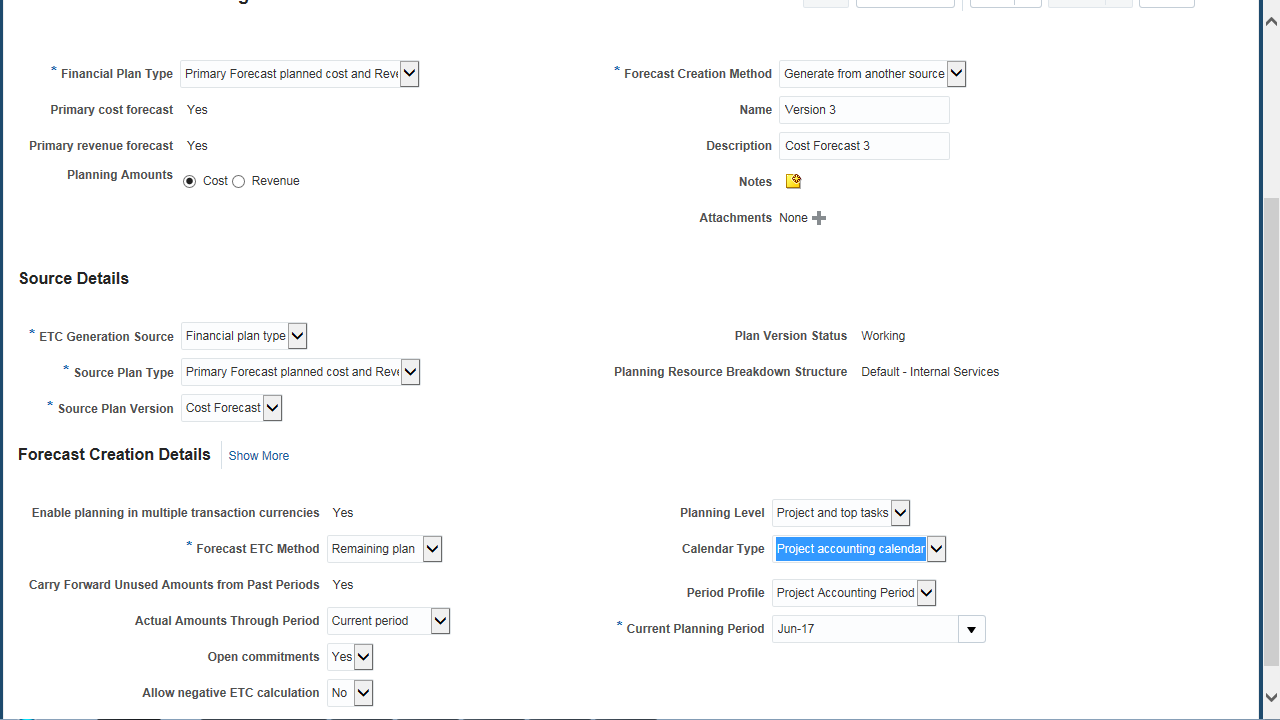 * Financial Plan Type Primary Forecast planned cost and Reve
Primary cost forecast Yes
Primary revenue forecast Yes
Planning Amounts Cost Revenue
* Forecast Creation Method Generate from another source
Name Version 3
Description Cost Forecast 3
Notes
Attachments None
Source Details
* ETC Generation Source Financial plan type
* Source Plan Type Primary Forecast planned cost and Reve
* Source Plan Version Cost Forecast
Plan Version Status Working
Planning Resource Breakdown Structure Default - Internal Services
Forecast Creation Details Show More
Enable planning in multiple transaction currencies Yes
* Forecast ETC Method Remaining plan
Carry Forward Unused Amounts from Past Periods Yes
Actual Amounts Through Period Current period
Open commitments Yes
Allow negative ETC calculation No
Planning Level Project and top tasks
Calendar Type Project accounting calendar
Period Profile Project Accounting Period
* Current Planning Period Jun-17